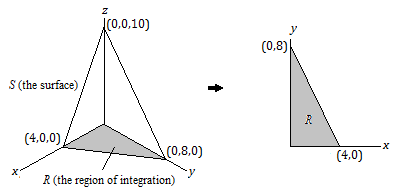 z
(0,0,10)
S (the surface)
(4,0,0)
(0,8,0)
x
y
R (the region of integration)
y
(0,8)
R
x
(4,0)